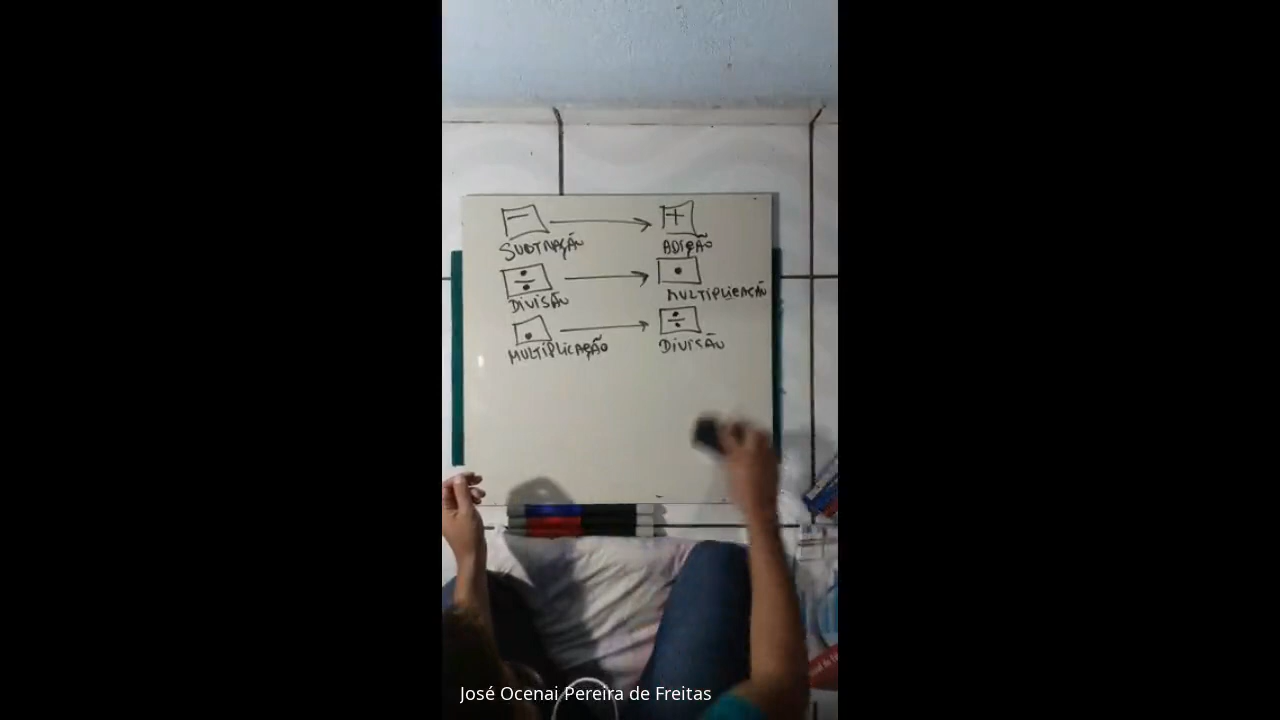 − → +
SUBTRAÇÃO ADIÇÃO
÷ → •
DIVISÃO MULTIPLICAÇÃO
• → ÷
MULTIPLICAÇÃO DIVISÃO
José Ocenai Pereira de Freitas